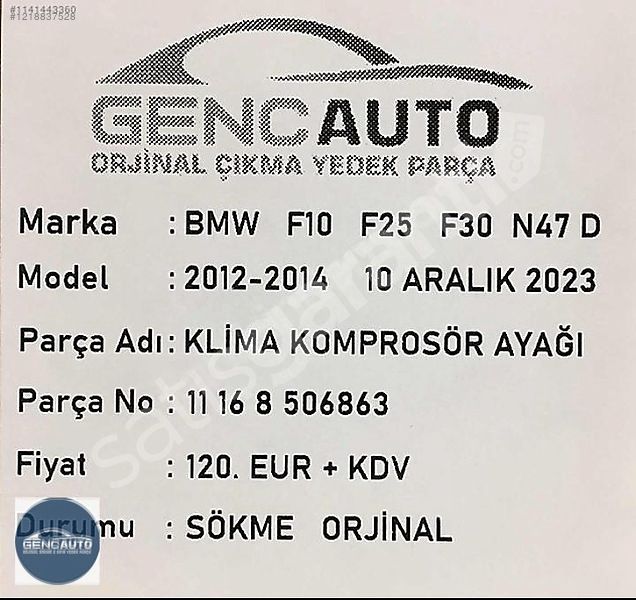 #1141443360
#1218837528
GENCAUTO
ORJİNAL ÇIKMA YEDEK PARÇA
Marka : BMW F10 F25 F30 N47 D
Model : 2012-2014 10 ARALIK 2023
Parça Adı : KLİMA KOMPROSÖR AYAĞI
Parça No : 11 16 8 506863
Fiyat : 120. EUR + KDV
Durumu : SÖKME ORJİNAL
GENCAUTO
satisgaranti.com